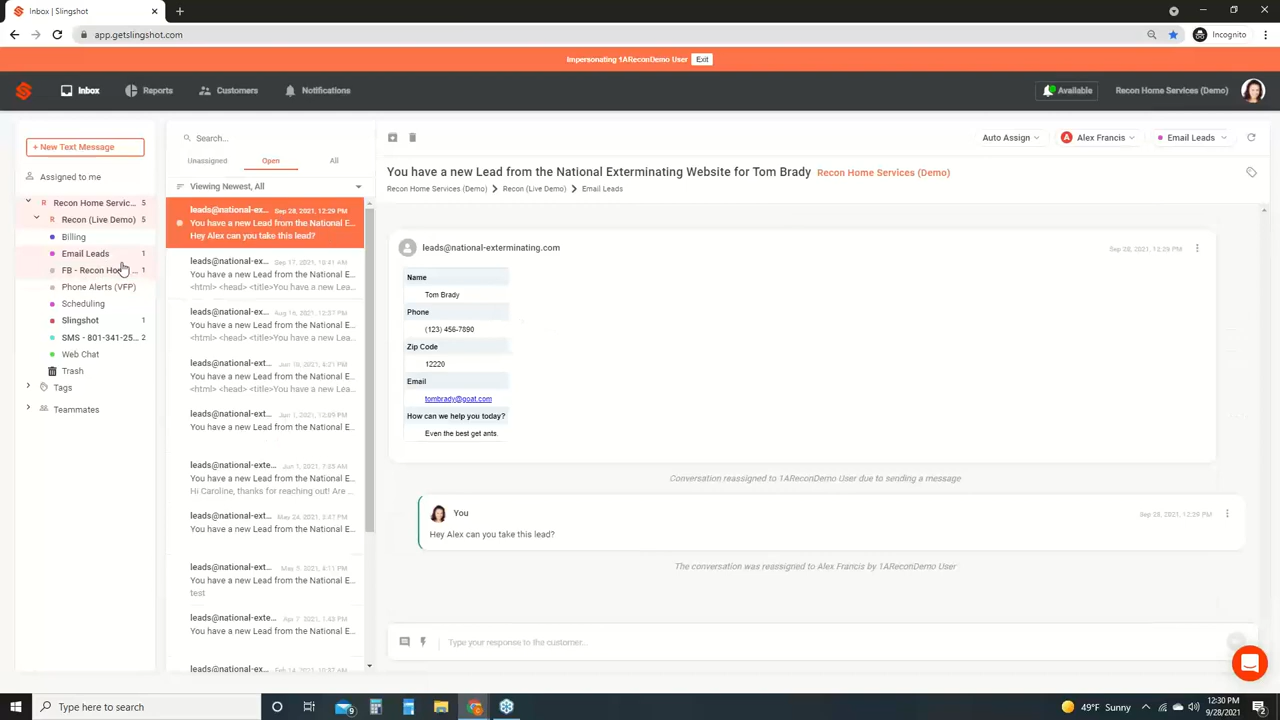 Inbox | Slingshot
app.getslingshot.com
Incognito
Impersonating 1AReconDemo User Exit
Inbox
Reports
Customers
Notifications
Available
Recon Home Services (Demo)
+ New Text Message
Assigned to me
Recon Home Servic... 5
Recon (Live Demo) 5
Billing
Email Leads 1
FB - Recon Ho... 1
Phone Alerts (VFP)
Scheduling
Slingshot 1
SMS - 801-341-25... 2
Web Chat
Trash
Tags
Teammates
Search...
Unassigned Open All
Viewing Newest, All
leads@national-ex... Sep 28, 2021, 12:29 PM
You have a new Lead from the National E...
Hey Alex can you take this lead?
leads@national-ext... Sep 17, 2021
You have a new Lead from the National E...
<html> <head> <title>You have a new Lea...
leads@national-ext... Aug 16, 2021, 12:37 PM
You have a new Lead from the National E...
<html> <head> <title>You have a new Lea...
leads@national-ext... 2021
You have a new Lead from the National E...
<html> <head> <title>You have a new Lea...
leads@national-ext... Jun 1, 2021
You have a new Lead from the National E...
leads@national-exte... Jun 1, 2021
You have a new Lead from the National E...
Hi Caroline, thanks for reaching out! Are ...
leads@national-ext... May 24, 2021
You have a new Lead from the National E...
leads@national-ext... May 5, 2021, 6:11 PM
You have a new Lead from the National E...
test
leads@national-exte... Apr 7, 2021, 1:43 PM
You have a new Lead from the National E...
leads@national-ex... Feb 14, 2021, 10:37 AM
Auto Assign
A Alex Francis
Email Leads
You have a new Lead from the National Exterminating Website for Tom Brady Recon Home Services (Demo)
Recon Home Services (Demo) > Recon (Live Demo) > Email Leads
leads@national-exterminating.com Sep 28, 2021, 12:29 PM
Name
Tom Brady
Phone
(123) 456-7890
Zip Code
12220
Email
tombrady@goat.com
How can we help you today?
Even the best get ants.
Conversation reassigned to 1AReconDemo User due to sending a message
You Sep 28, 2021, 12:29 PM
Hey Alex can you take this lead?
The conversation was reassigned to Alex Francis by 1AReconDemo User
Type your response to the customer...
Type here to search
9
49°F Sunny
12:30 PM
9/28/2021
2